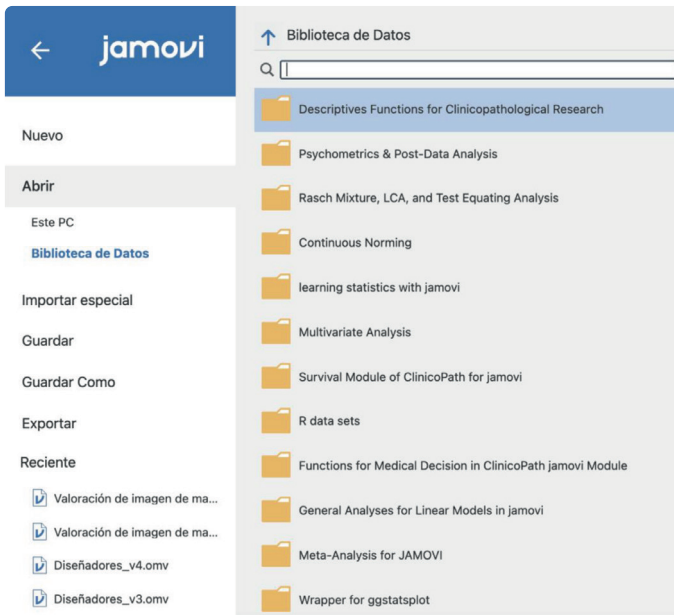 jamovi
Nuevo
Abrir
Este PC
Biblioteca de Datos
Importar especial
Guardar
Guardar Como
Exportar
Reciente
Valoración de imagen de ma...
Valoración de imagen de ma...
Diseñadores_v4.omv
Diseñadores_v3.omv
Biblioteca de Datos
Descriptives Functions for Clinicopathological Research
Psychometrics & Post-Data Analysis
Rasch Mixture, LCA, and Test Equating Analysis
Continuous Norming
learning statistics with jamovi
Multivariate Analysis
Survival Module of ClinicoPath for jamovi
R data sets
Functions for Medical Decision in ClinicoPath jamovi Module
General Analyses for Linear Models in jamovi
Meta-Analysis for JAMOVI
Wrapper for ggstatsplot